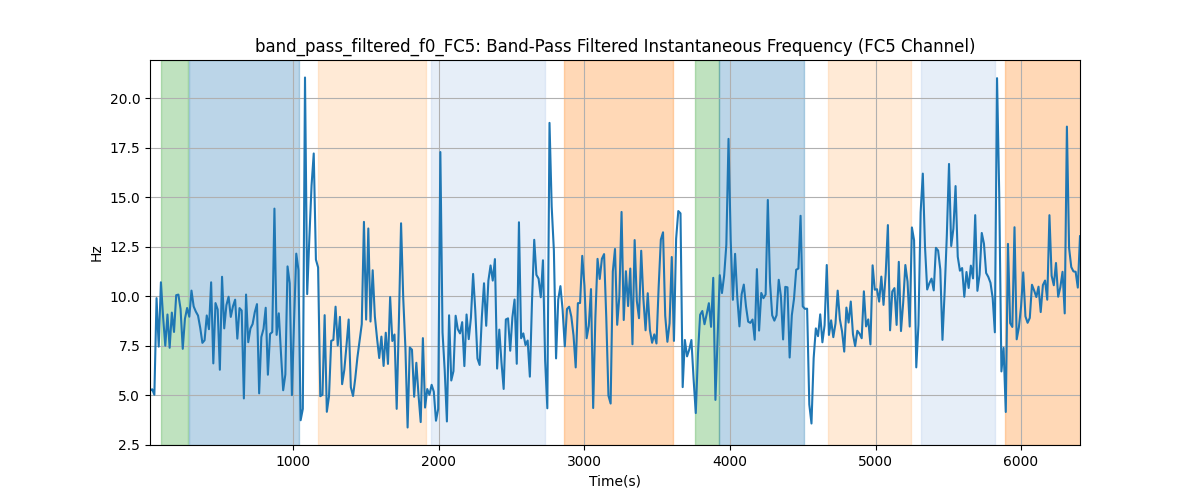 band_pass_filtered_f0_FC5: Band-Pass Filtered Instantaneous Frequency (FC5 Channel)
20.0
17.5
15.0
12.5
10.0
7.5
5.0
2.5
Hz
1000 2000 3000 4000 5000 6000
Time(s)